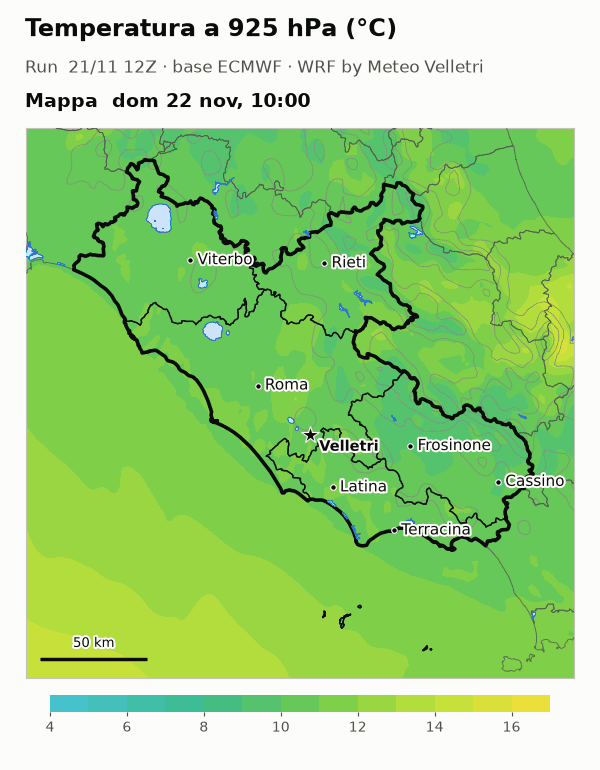 Temperatura a 925 hPa (°C)
Run  21/11 12Z · base ECMWF · WRF by Meteo Velletri
Mappa  dom 22 nov, 10:00
Viterbo
Rieti
Roma
Velletri
Frosinone
Latina
Cassino
Terracina
50 km
4 6 8 10 12 14 16